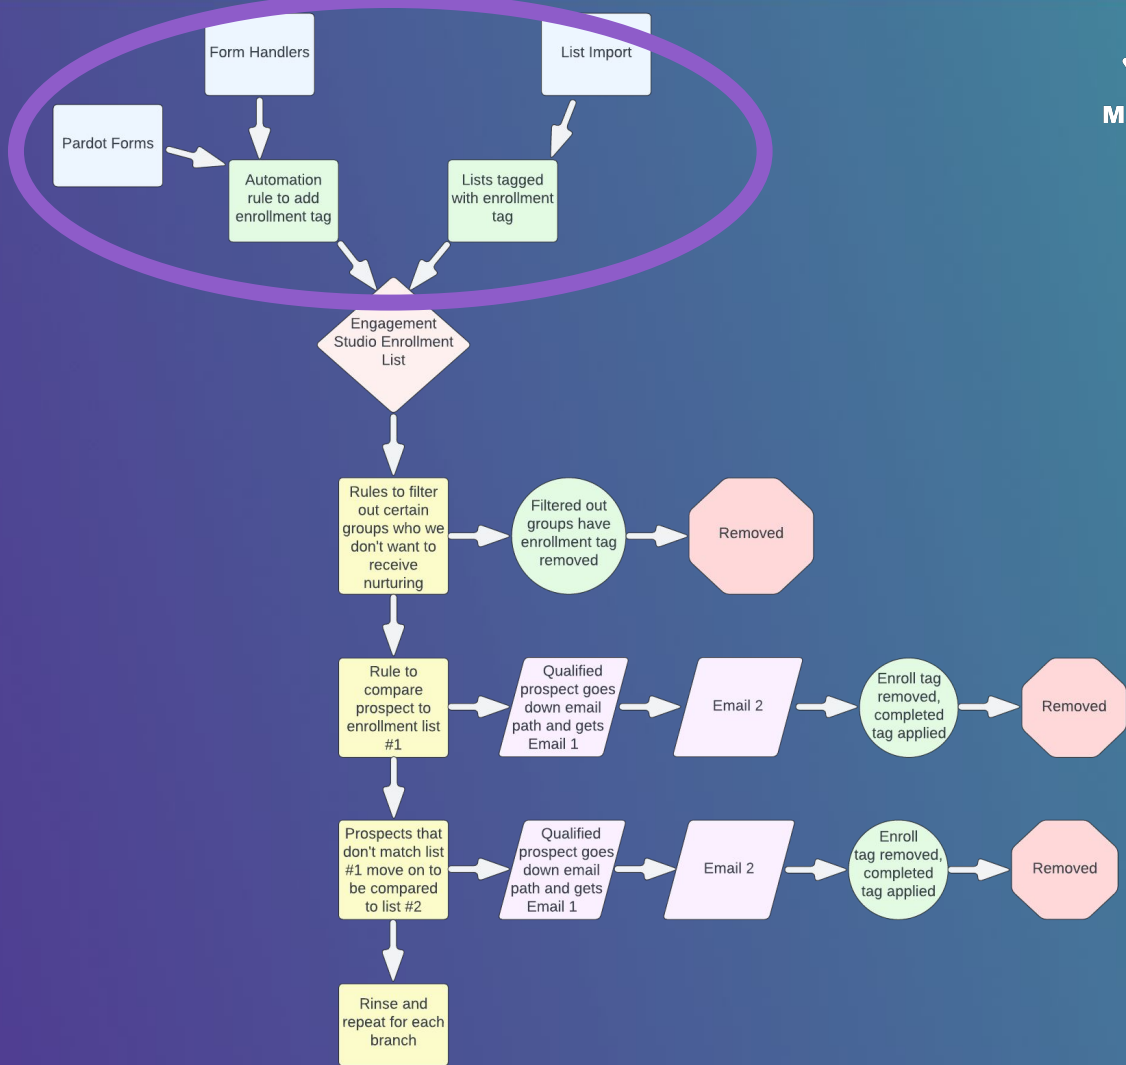 Form Handlers
List Import
M
Pardot Forms
Automation
rule to add
enrollment tag
Lists tagged
with enrollment
tag
Engagement
Studio Enrollment
List
Rules to filter
out certain
groups who we
don't want to
receive
nurturing
Filtered out
groups have
enrollment tag
removed
Removed
Rule to
compare
prospect to
enrollment list
#1
Qualified
prospect goes
down email
path and gets
Email 1
Email 2
Enroll tag
removed,
completed
tag applied
Removed
Prospects that
don't match list
#1 move on to
be compared
to list #2
Qualified
prospect goes
down email
path and gets
Email 1
Email 2
Enroll
tag removed,
completed
tag applied
Removed
Rinse and
repeat for each
branch